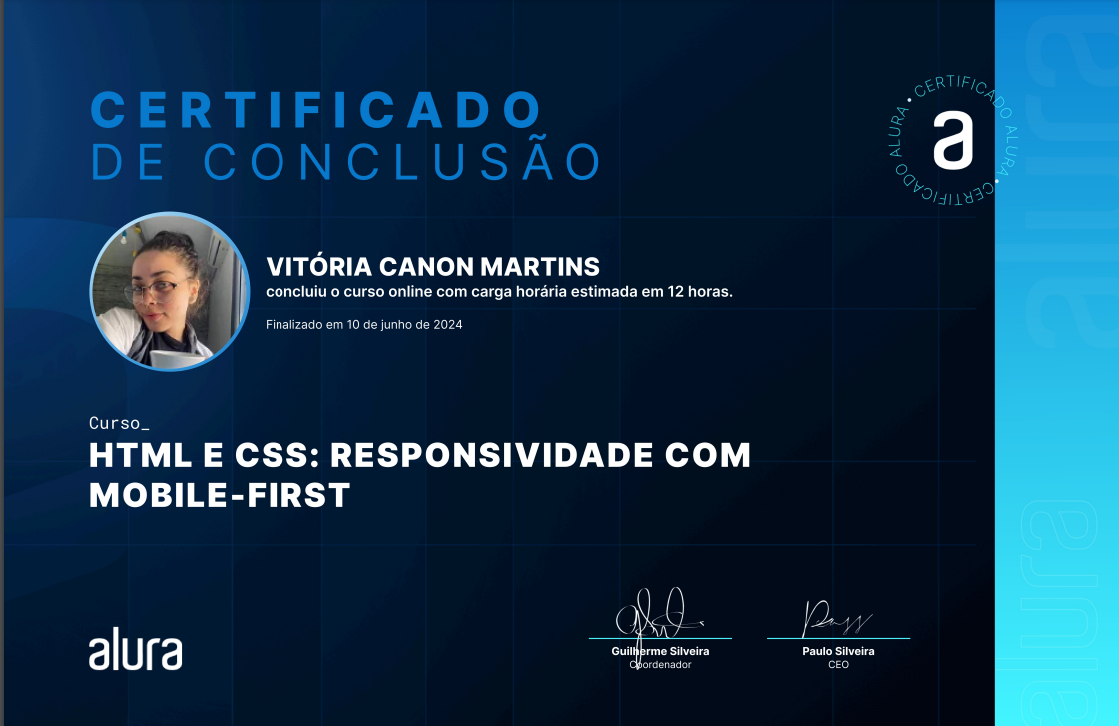 CERTIFICADO
DE CONCLUSÃO
CERTIFICADO ALURA • CERTIFICADO ALURA •
a
VITÓRIA CANON MARTINS
concluiu o curso online com carga horária estimada em 12 horas.
Finalizado em 10 de junho de 2024
Curso_
HTML E CSS: RESPONSIVIDADE COM
MOBILE-FIRST
alura
Guilherme Silveira
Coordenador
Paulo Silveira
CEO
alura
alura